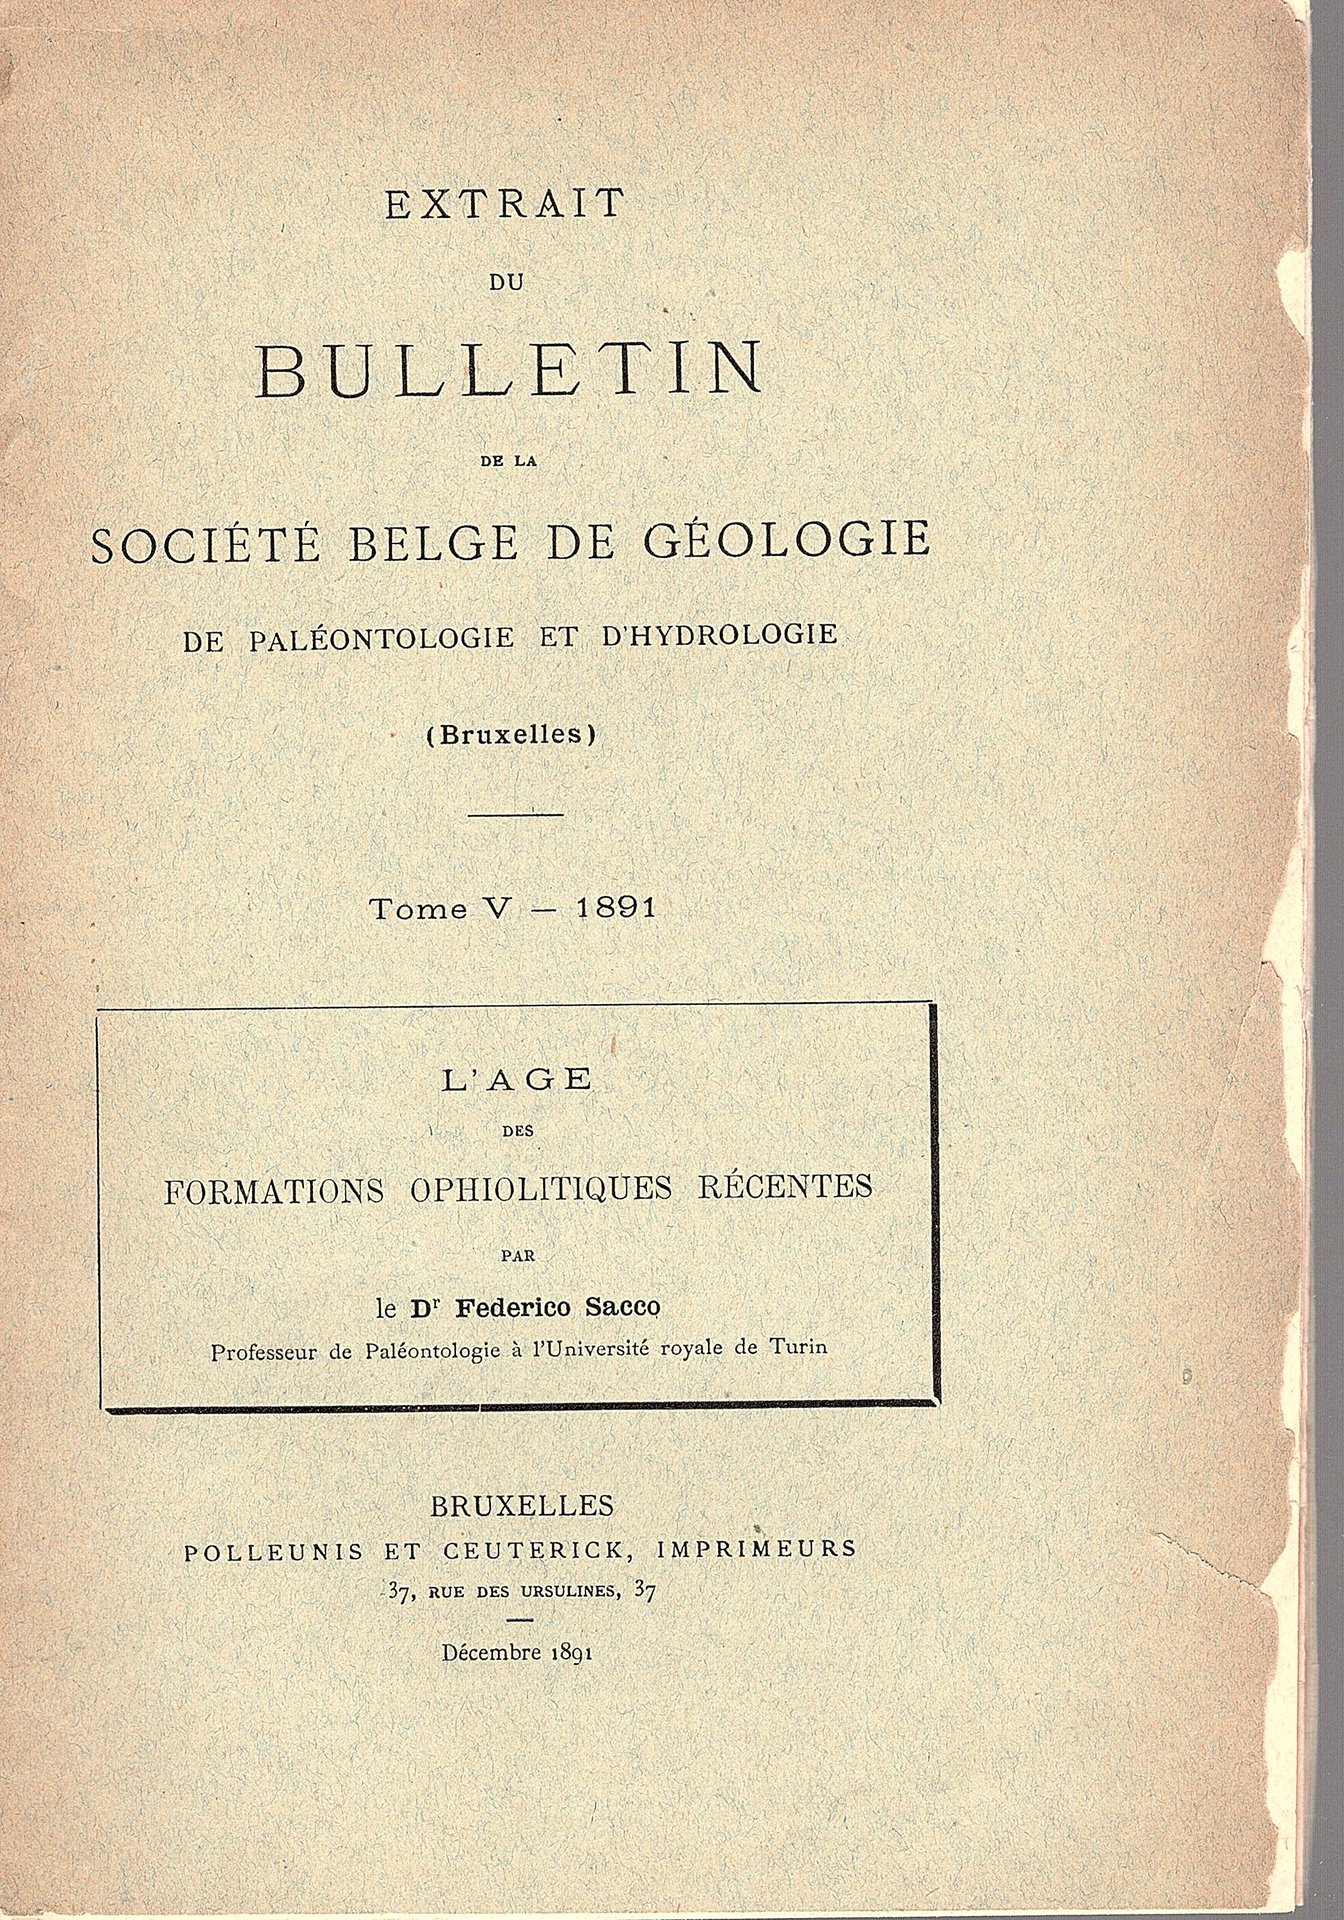 EXTRAIT
DU
BULLETIN
DE LA
SOCIÉTÉ BELGE DE GÉOLOGIE
DE PALÉONTOLOGIE ET D'HYDROLOGIE
(Bruxelles)
Tome V — 1891
L'AGE
DES
FORMATIONS OPHIOLITIQUES RÉCENTES
PAR
le Dr Federico Sacco
Professeur de Paléontologie à l'Université royale de Turin
BRUXELLES
POLLEUNIS ET CEUTERICK, IMPRIMEURS
37, RUE DES URSULINES, 37
Décembre 1891